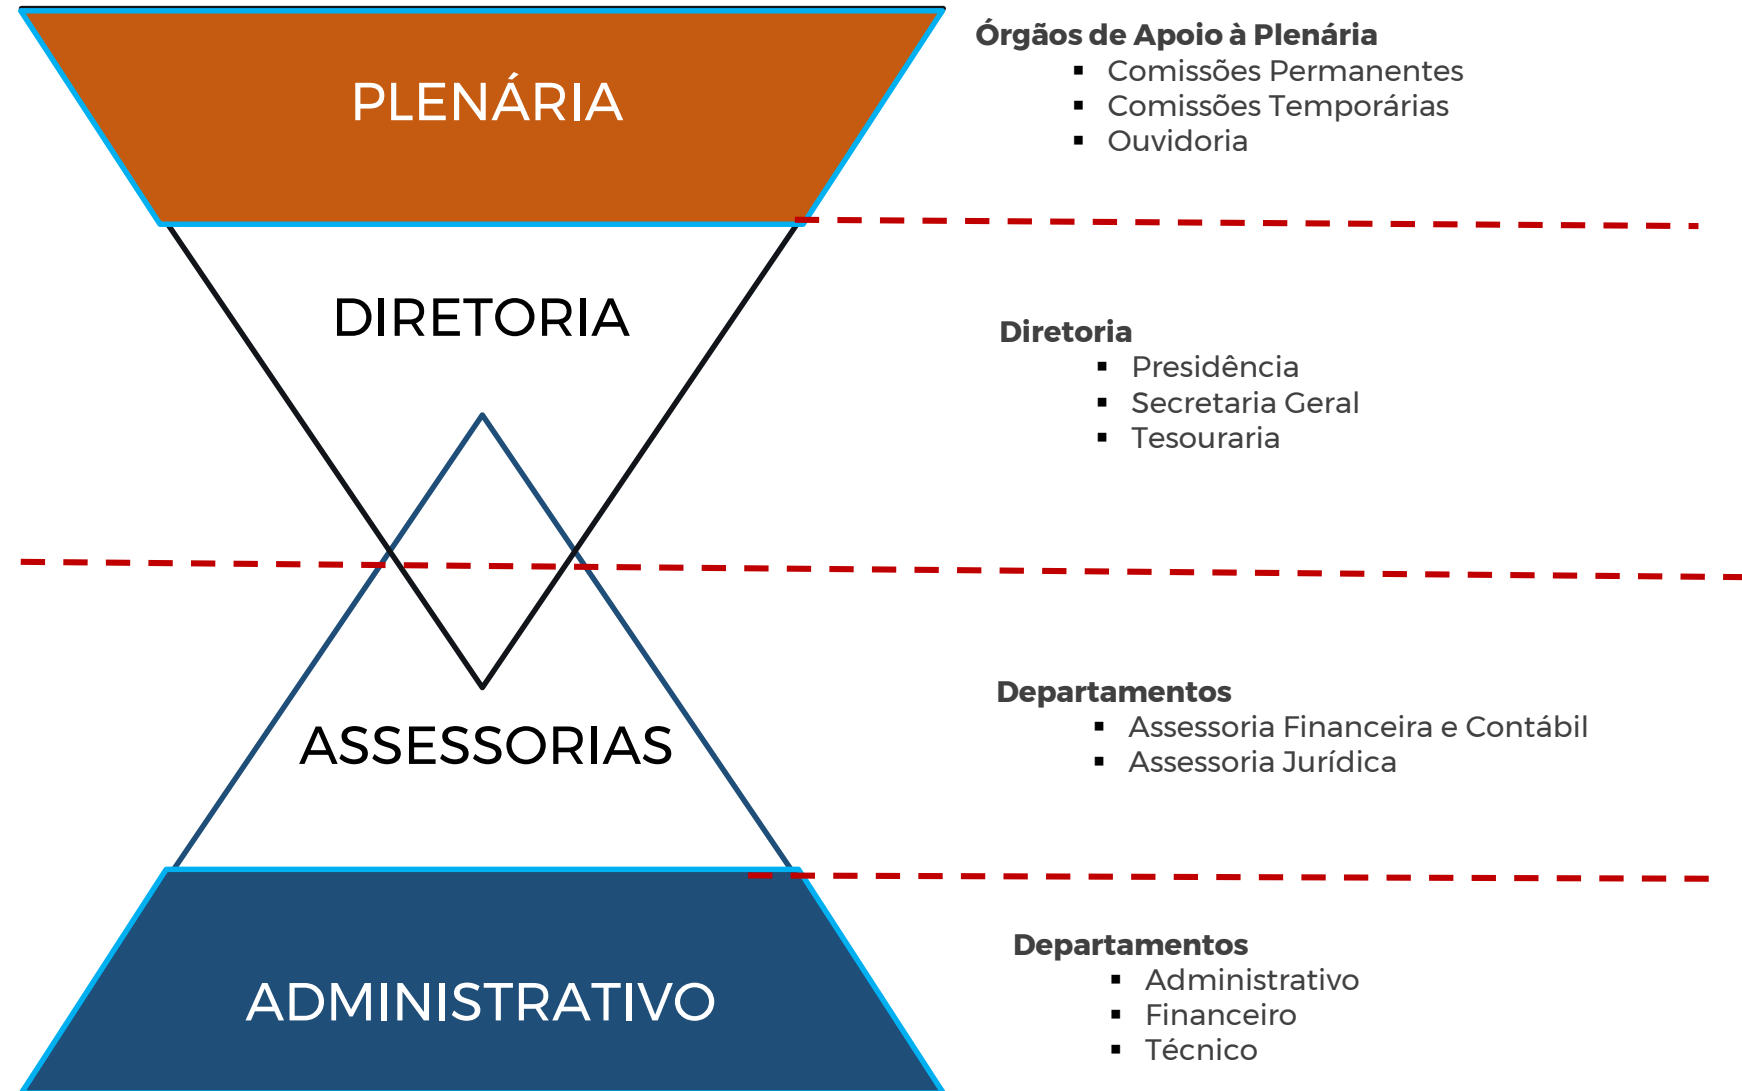 PLENÁRIA
Órgãos de Apoio à Plenária
▪ Comissões Permanentes
▪ Comissões Temporárias
▪ Ouvidoria
DIRETORIA
Diretoria
▪ Presidência
▪ Secretaria Geral
▪ Tesouraria
ASSESSORIAS
Departamentos
▪ Assessoria Financeira e Contábil
▪ Assessoria Jurídica
ADMINISTRATIVO
Departamentos
▪ Administrativo
▪ Financeiro
▪ Técnico